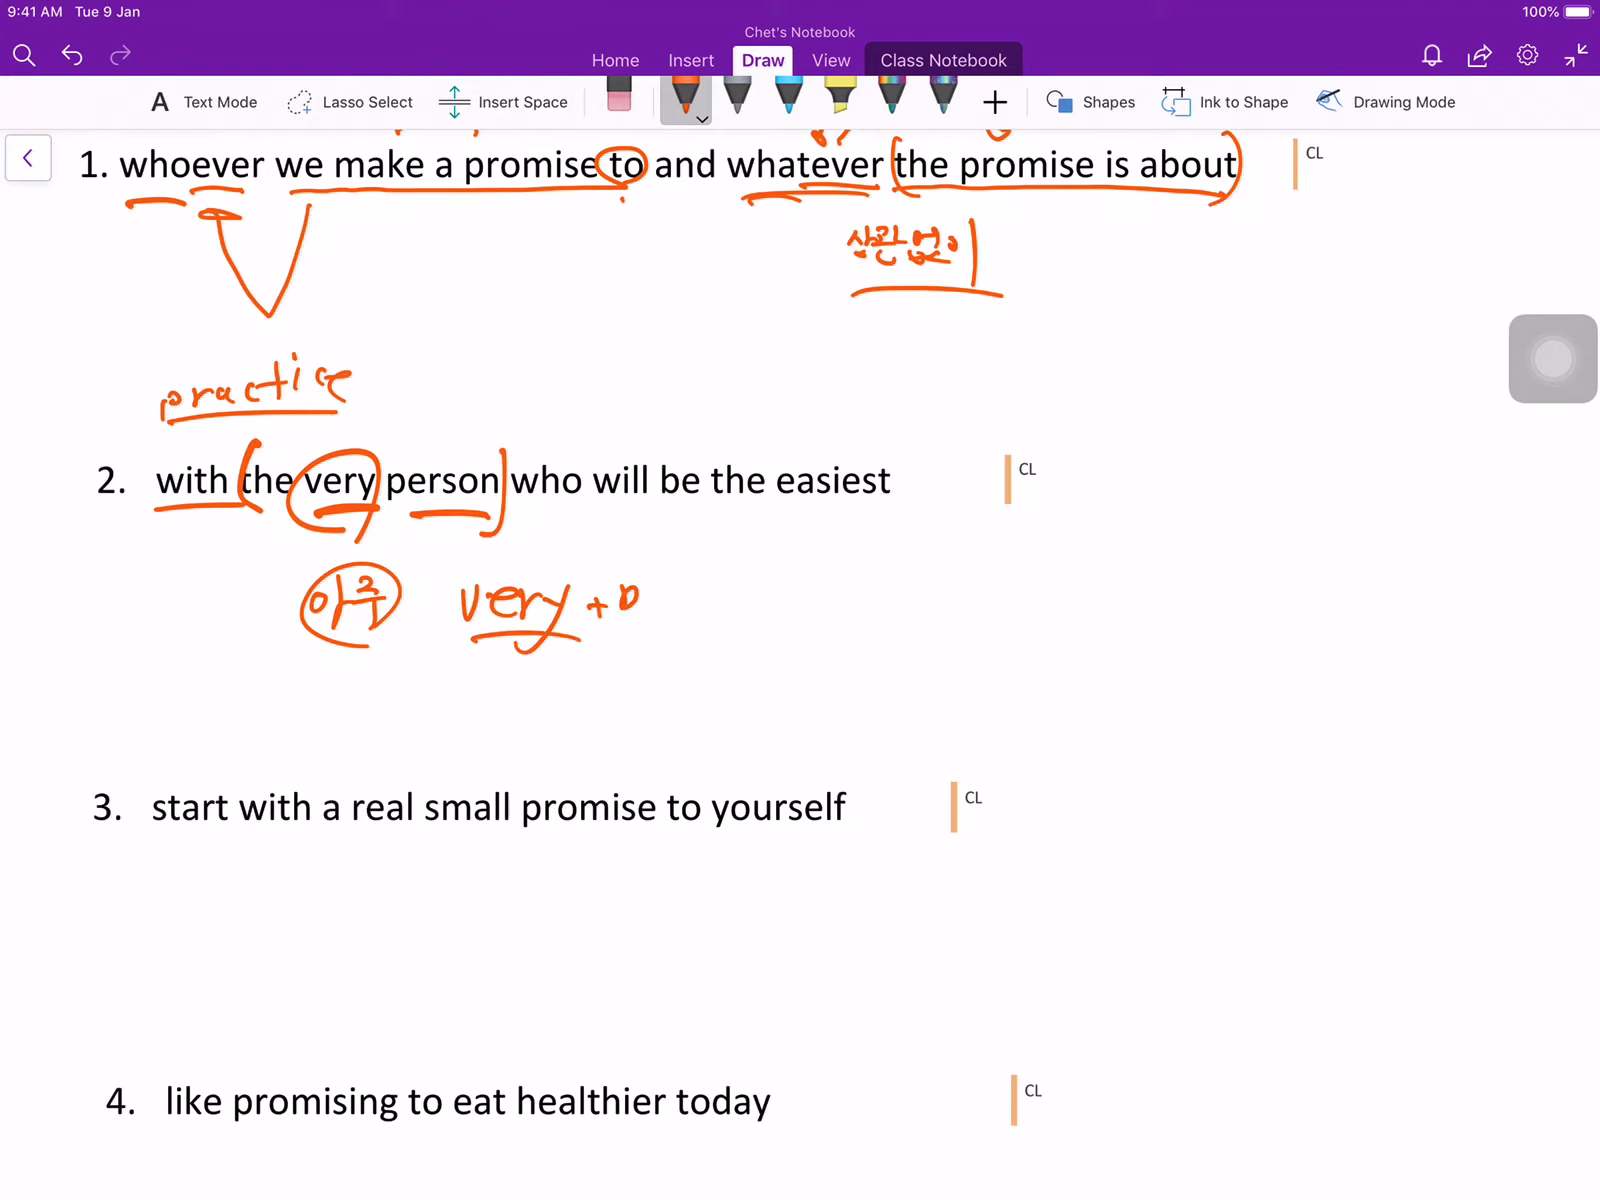 9:41 AM Tue 9 Jan 100%
Chet's Notebook
Home Insert Draw View Class Notebook
A Text Mode Lasso Select Insert Space Shapes Ink to Shape Drawing Mode
1. whoever we make a promise to and whatever the promise is about CL
상관 없이
practice
2. with the very person who will be the easiest CL
아주 very +
3. start with a real small promise to yourself CL
4. like promising to eat healthier today CL